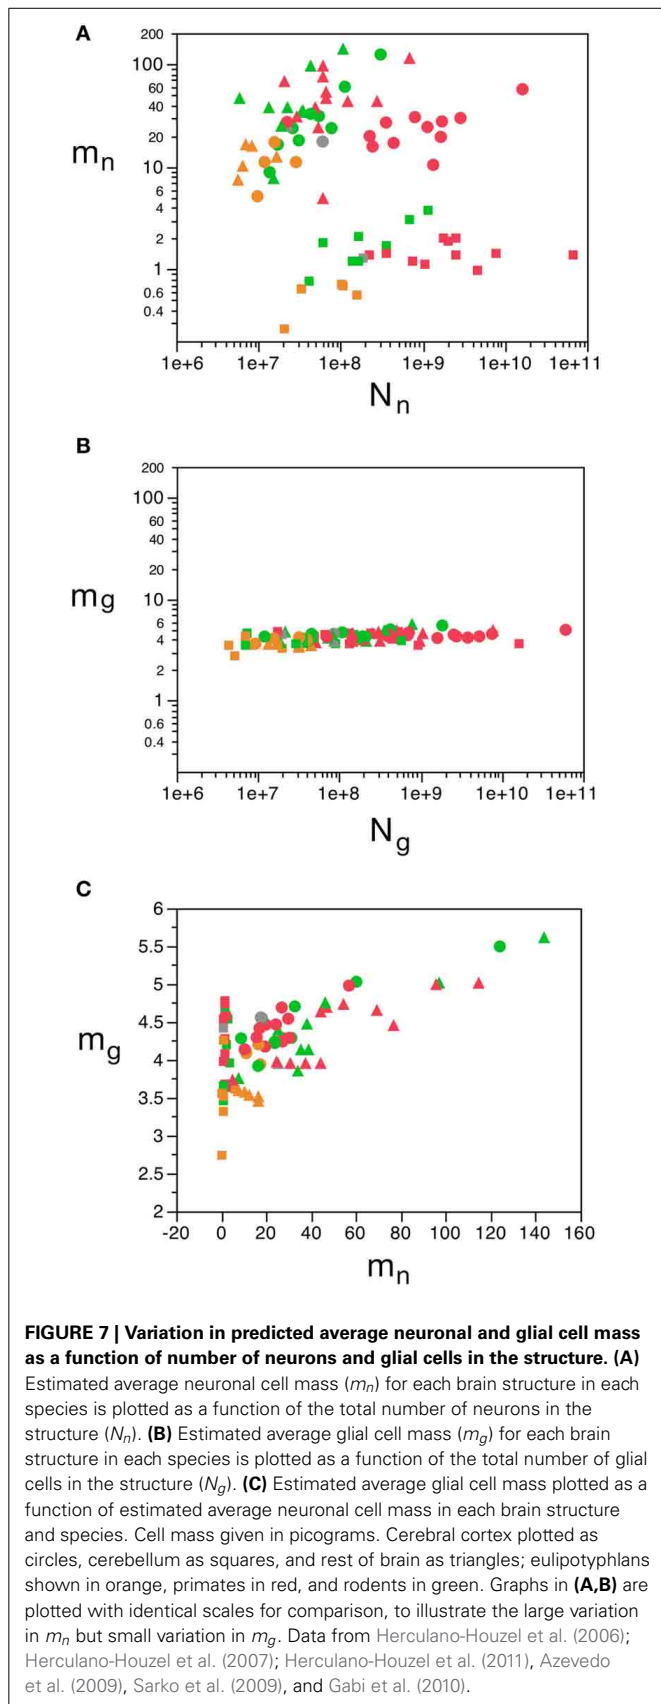 A
200
100
60
40
20
10
6
4
2
1
0.6
0.4
mn
1e+6 1e+7 1e+8 1e+9 1e+10 1e+11
Nn
B
200
100
60
40
20
10
6
4
2
1
0.6
0.4
mg
1e+6 1e+7 1e+8 1e+9 1e+10 1e+11
Ng
C
6
5.5
5
4.5
4
3.5
3
2.5
2
mg
-20 0 20 40 60 80 100 120 140 160
mn
FIGURE 7 | Variation in predicted average neuronal and glial cell mass
as a function of number of neurons and glial cells in the structure. (A)
Estimated average neuronal cell mass (mn) for each brain structure in each
species is plotted as a function of the total number of neurons in the
structure (Nn). (B) Estimated average glial cell mass (mg) for each brain
structure in each species is plotted as a function of the total number of glial
cells in the structure (Ng). (C) Estimated average glial cell mass plotted as a
function of estimated average neuronal cell mass in each brain structure
and species. Cell mass given in picograms. Cerebral cortex plotted as
circles, cerebellum as squares, and rest of brain as triangles; eulipotyphlans
shown in orange, primates in red, and rodents in green. Graphs in (A,B) are
plotted with identical scales for comparison, to illustrate the large variation
in mn but small variation in mg. Data from Herculano-Houzel et al. (2006);
Herculano-Houzel et al. (2007); Herculano-Houzel et al. (2011), Azevedo
et al. (2009), Sarko et al. (2009), and Gabi et al. (2010).